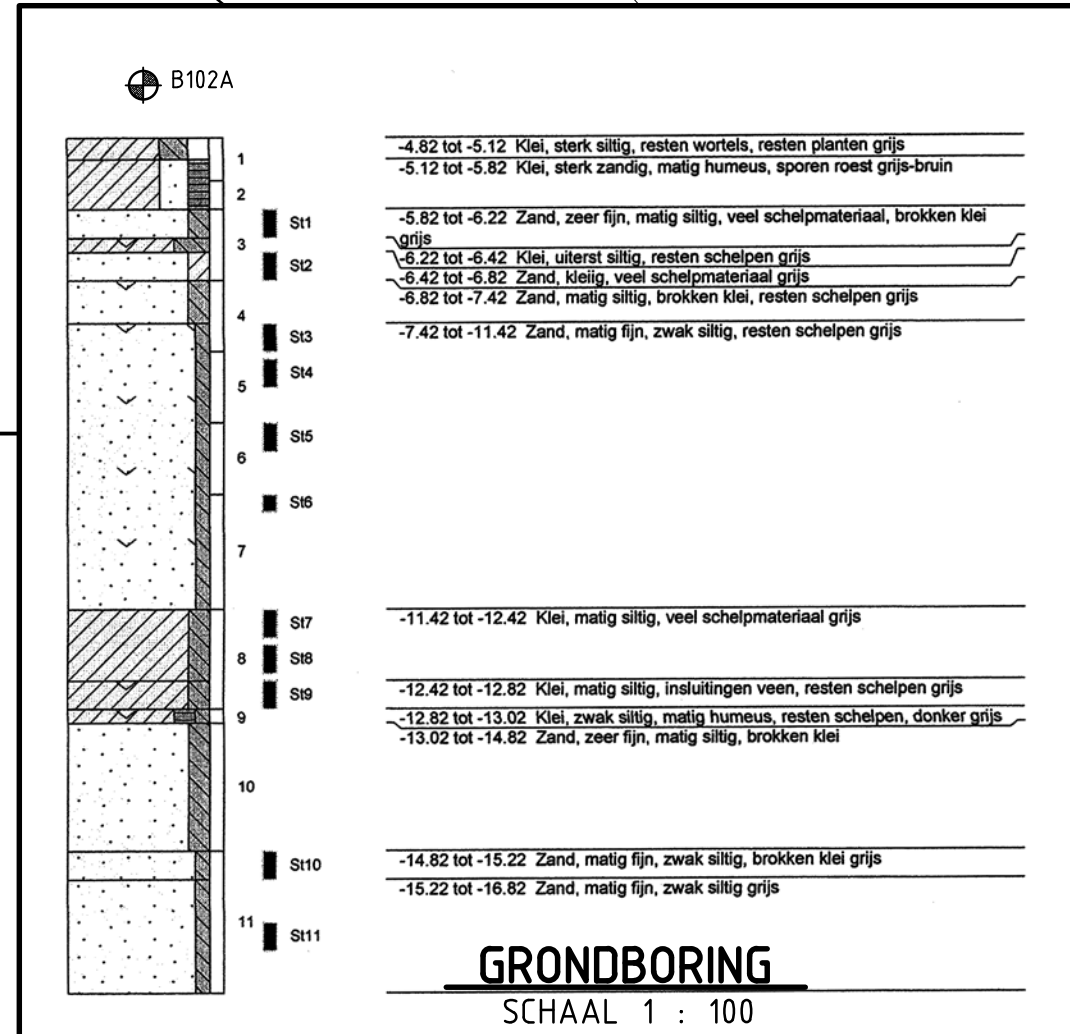 B102A
1
-4.82 tot -5.12 Klei, sterk siltig, resten wortels, resten planten grijs
2
-5.12 tot -5.82 Klei, sterk zandig, matig humeus, sporen roest grijs-bruin
St1
-5.82 tot -6.22 Zand, zeer fijn, matig siltig, veel schelpmateriaal, brokken klei
grijs
3
-6.22 tot -6.42 Klei, uiterst siltig, resten schelpen grijs
St2
-6.42 tot -6.82 Zand, kleiig, veel schelpmateriaal grijs
-6.82 tot -7.42 Zand, matig siltig, brokken klei, resten schelpen grijs
4
-7.42 tot -11.42 Zand, matig fijn, zwak siltig, resten schelpen grijs
St3
St4
5
St5
6
St6
7
-11.42 tot -12.42 Klei, matig siltig, veel schelpmateriaal grijs
St7
8
St8
-12.42 tot -12.82 Klei, matig siltig, insluitingen veen, resten schelpen grijs
St9
9
-12.82 tot -13.02 Klei, zwak siltig, matig humeus, resten schelpen, donker grijs
-13.02 tot -14.82 Zand, zeer fijn, matig siltig, brokken klei
10
-14.82 tot -15.22 Zand, matig fijn, zwak siltig, brokken klei grijs
St10
-15.22 tot -16.82 Zand, matig fijn, zwak siltig grijs
11
St11
GRONDBORING
SCHAAL 1 : 100